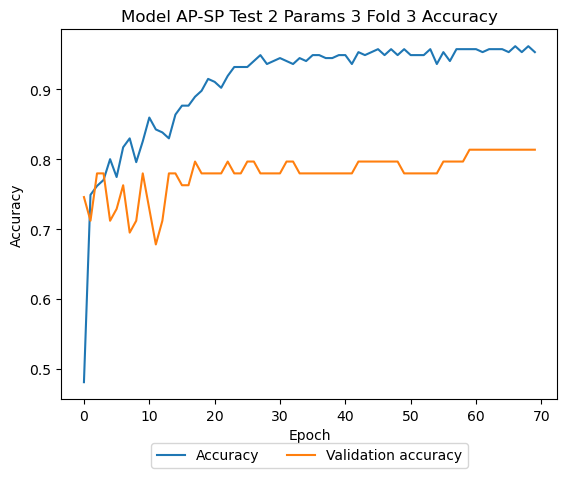 Model AP-SP Test 2 Params 3 Fold 3 Accuracy
Accuracy
0.9
0.8
0.7
0.6
0.5
0 10 20 30 40 50 60 70
Epoch
Accuracy Validation accuracy